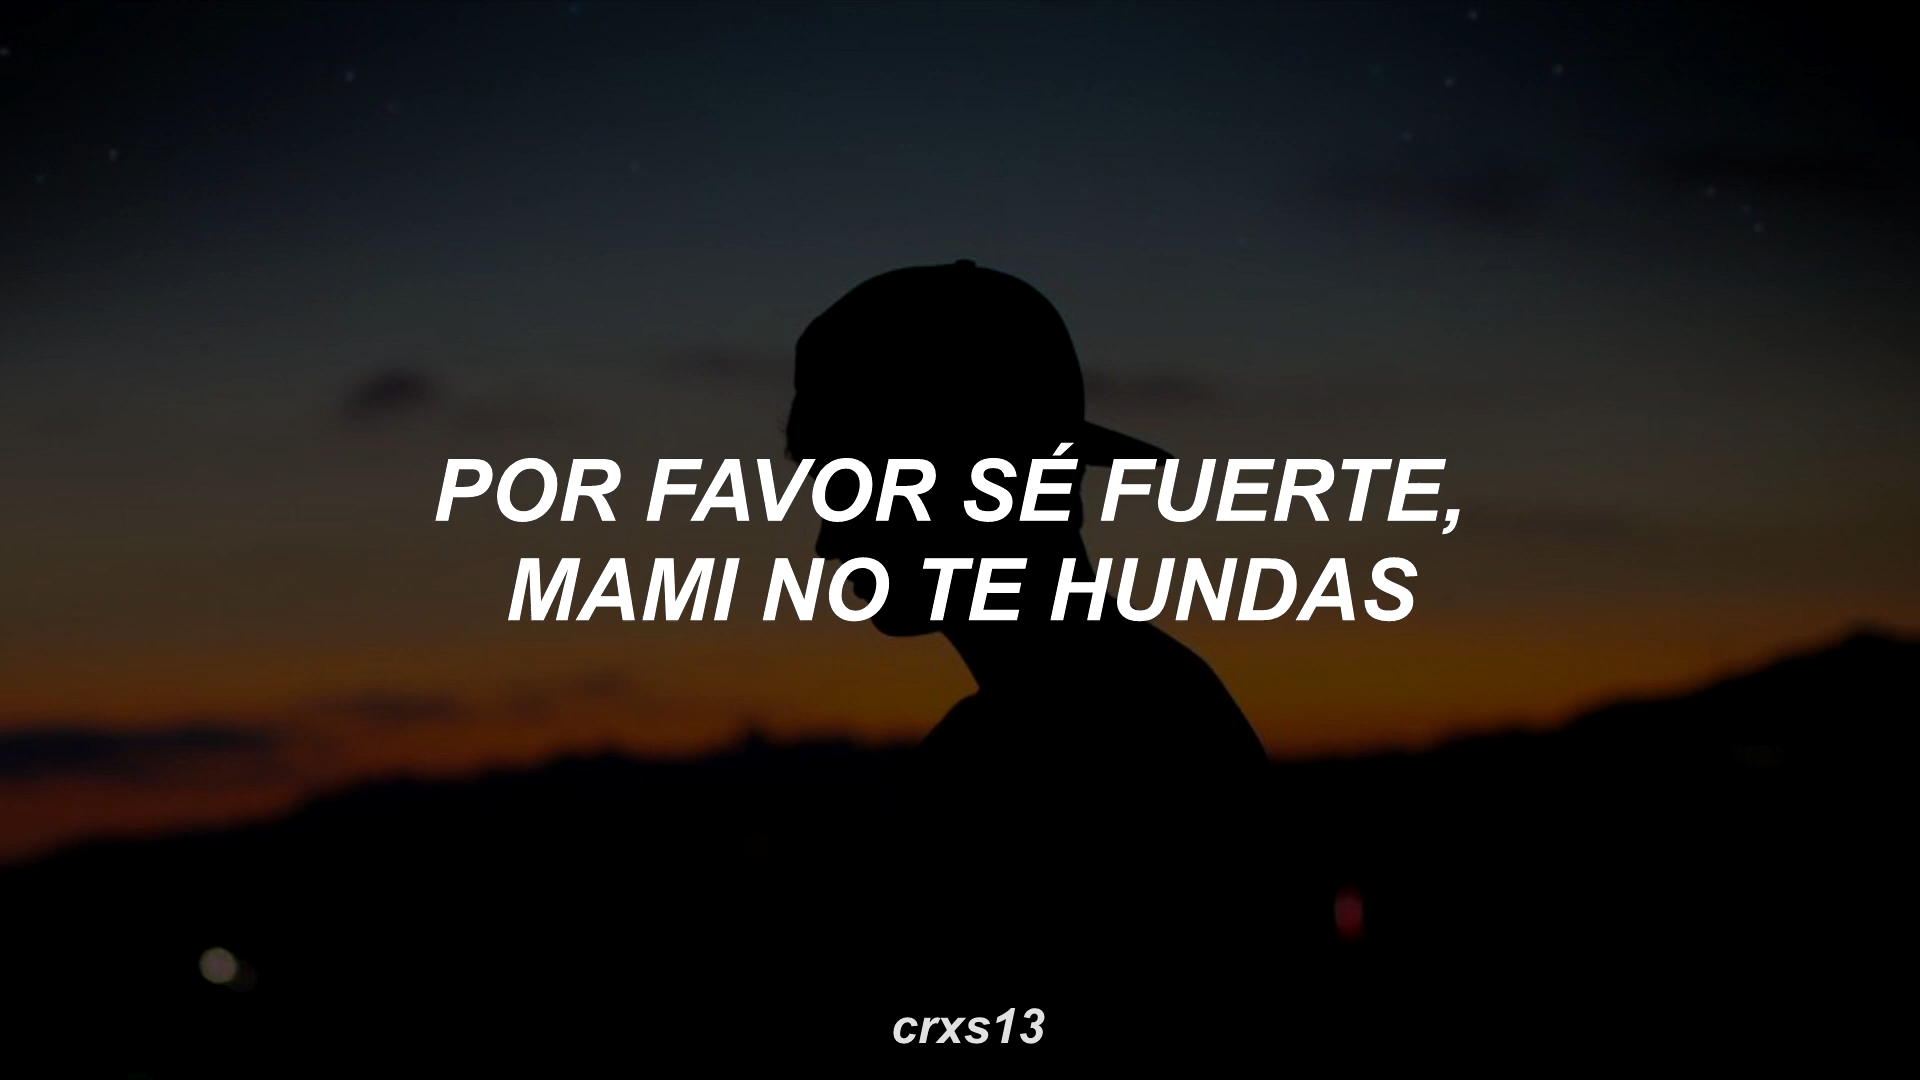 POR FAVOR SÉ FUERTE,
MAMI NO TE HUNDAS
crxs13